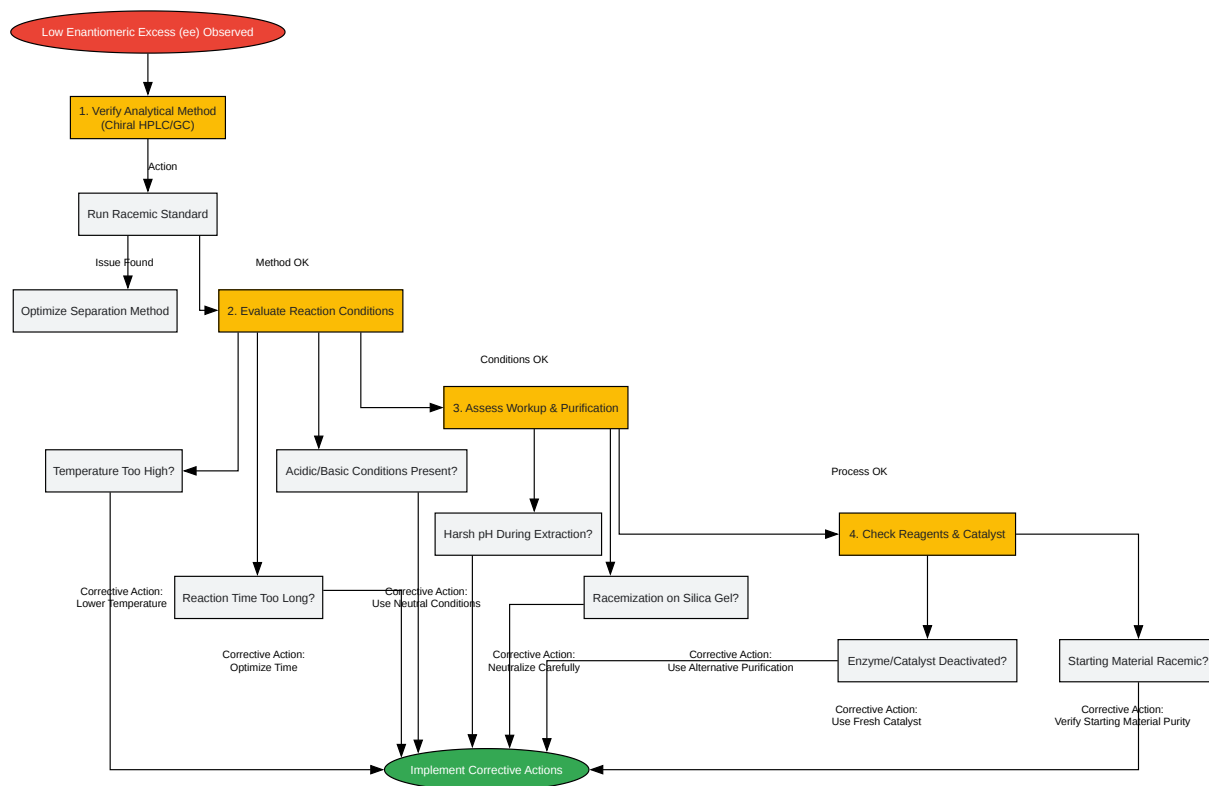 Low Enantiomeric Excess (ee) Observed
1. Verify Analytical Method
(Chiral HPLC/GC)
Action
Run Racemic Standard
Issue Found
Method OK
Optimize Separation Method
2. Evaluate Reaction Conditions
Conditions OK
3. Assess Workup & Purification
Temperature Too High?
Acidic/Basic Conditions Present?
Process OK
Harsh pH During Extraction?
4. Check Reagents & Catalyst
Corrective Action:
Lower Temperature
Reaction Time Too Long?
Corrective Action:
Use Neutral Conditions
Racemization on Silica Gel?
Corrective Action:
Optimize Time
Corrective Action:
Neutralize Carefully
Corrective Action:
Use Alternative Purification
Enzyme/Catalyst Deactivated?
Starting Material Racemic?
Corrective Action:
Use Fresh Catalyst
Corrective Action:
Verify Starting Material Purity
Implement Corrective Actions